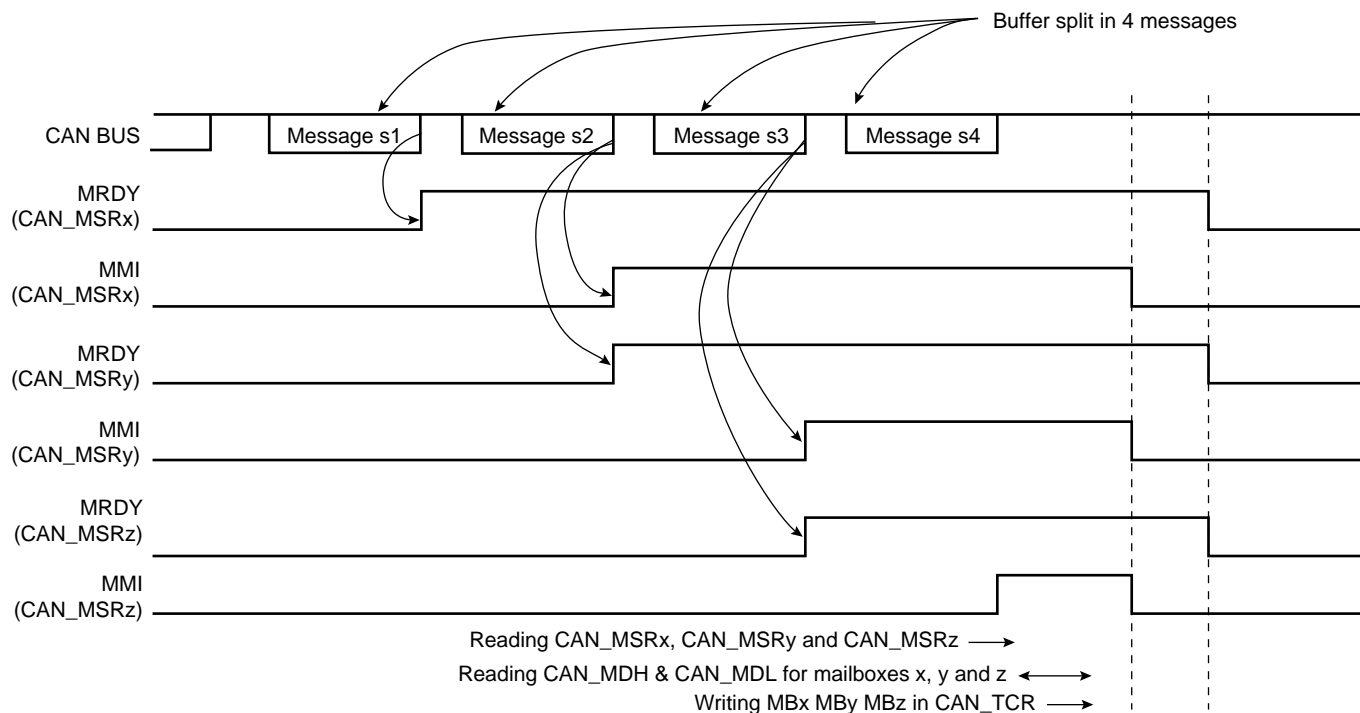 Buffer split in 4 messages
CAN BUS
Message s1
Message s2
Message s3
Message s4
MRDY
(CAN_MSRx)
MMI
(CAN_MSRx)
MRDY
(CAN_MSRy)
MMI
(CAN_MSRy)
MRDY
(CAN_MSRz)
MMI
(CAN_MSRz)
Reading CAN_MSRx, CAN_MSRy and CAN_MSRz
Reading CAN_MDH & CAN_MDL for mailboxes x, y and z
Writing MBx MBy MBz in CAN_TCR